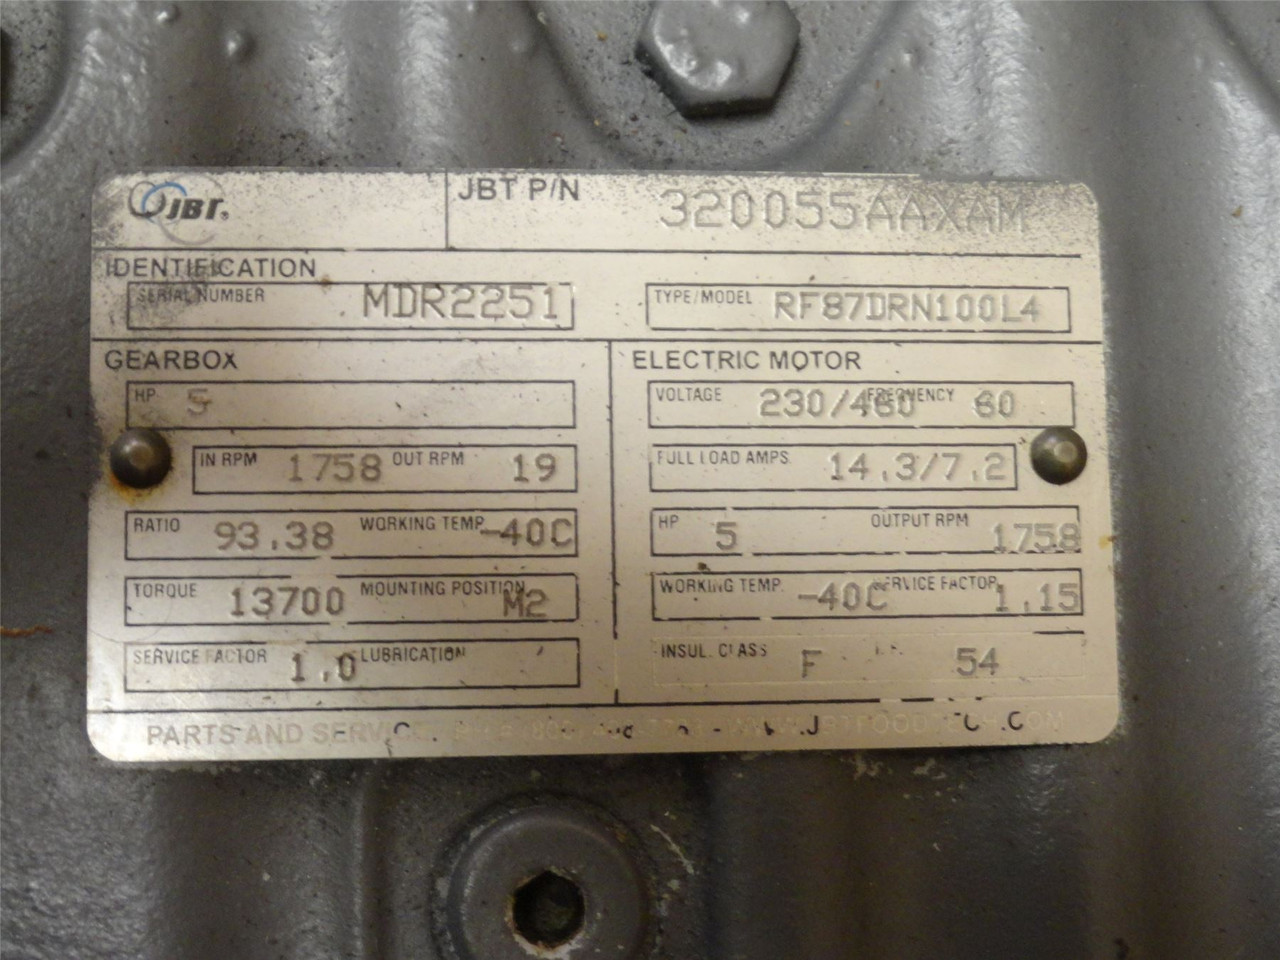 JBT® JBT P/N 320055AAXAM
IDENTIFICATION
SERIAL NUMBER MDR2251 TYPE/MODEL RF87DRN100L4
GEARBOX ELECTRIC MOTOR
HP 5 VOLTAGE 230/460 FREQUENCY 60
IN RPM 1758 OUT RPM 19 FULL LOAD AMPS 14.3/7.2
RATIO 93.38 WORKING TEMP -40C HP 5 OUTPUT RPM 1758
TORQUE 13700 MOUNTING POSITION M2 WORKING TEMP. -40C SERVICE FACTOR 1.15
SERVICE FACTOR 1.0 LUBRICATION INSUL. CLASS F 54
PARTS AND SERVICE